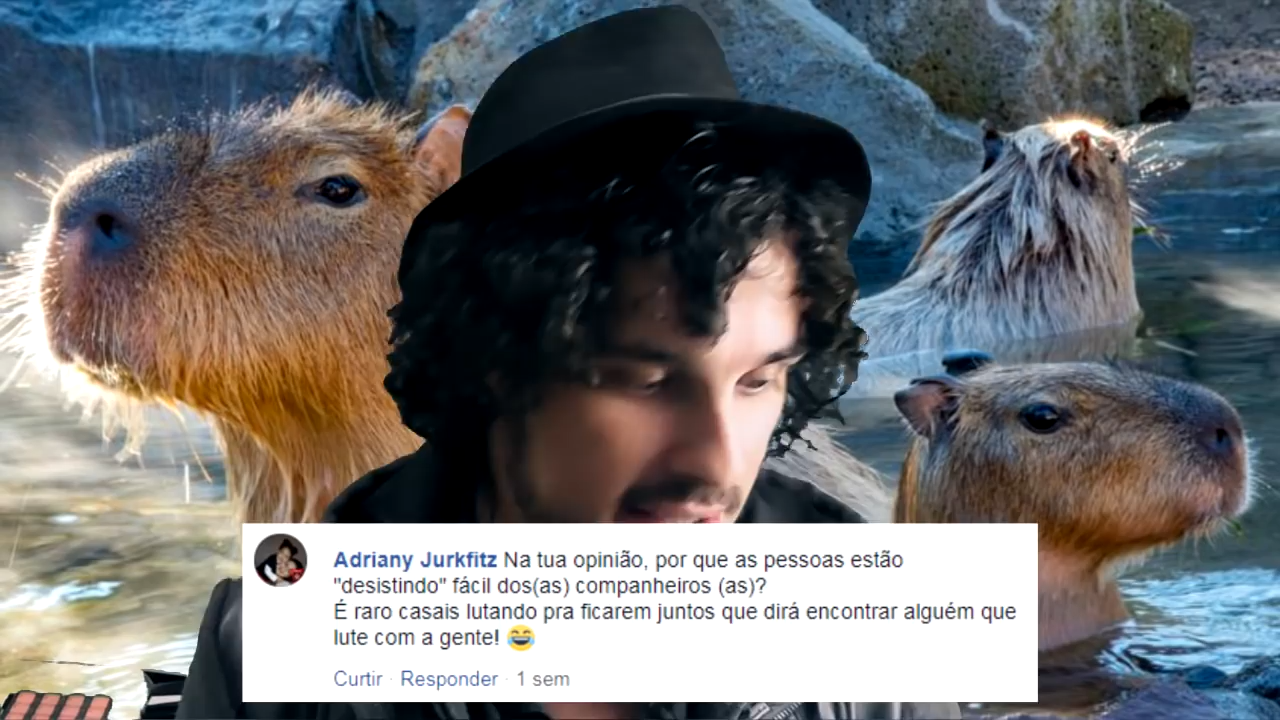 Adriany Jurkfitz Na tua opinião, por que as pessoas estão
"desistindo" fácil dos(as) companheiros (as)?
É raro casais lutando pra ficarem juntos que dirá encontrar alguém que
lute com a gente! 😂
Curtir · Responder · 1 sem